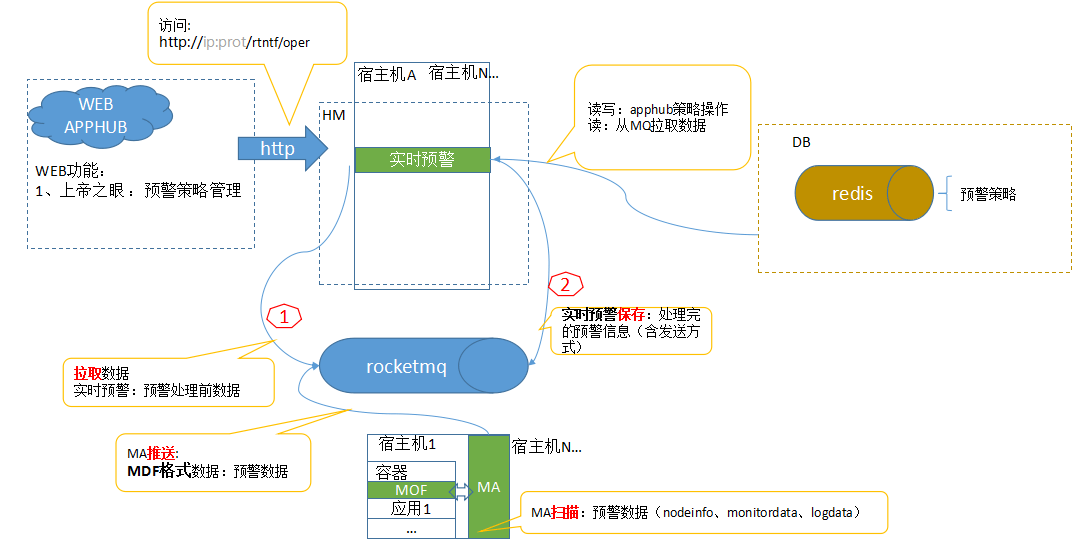 访问:
http://ip:prot/rtntf/oper
WEB
APPHUB
WEB功能：
1、上帝之眼 ：预警策略管理
http
宿主机A
宿主机N...
HM
实时预警
读写：apphub策略操作
读：从MQ拉取数据
DB
redis
预警策略
1
2
实时预警保存：处理完
的预警信息（含发送方
式）
拉取数据
实时预警：预警处理前数据
rocketmq
MA推送:
MDF格式数据：预警数据
宿主机1
宿主机N...
容器
MOF
MA
应用1
...
MA扫描：预警数据（nodeinfo、monitordata、logdata）